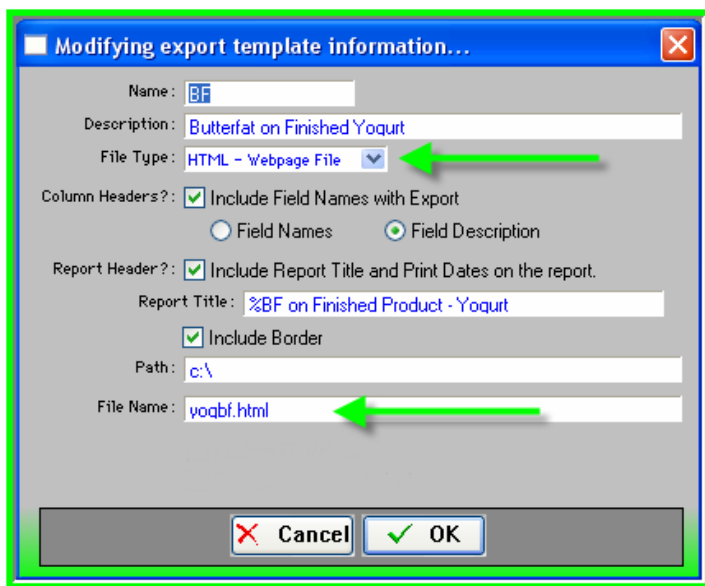 Modifying export template information...
Name: BF
Description: Butterfat on Finished Yogurt
File Type: HTML - Webpage File
Column Headers?: Include Field Names with Export
Field Names Field Description
Report Header?: Include Report Title and Print Dates on the report.
Report Title: %BF on Finished Product - Yogurt
Include Border
Path: c:\
File Name: yogbf.html
Cancel OK